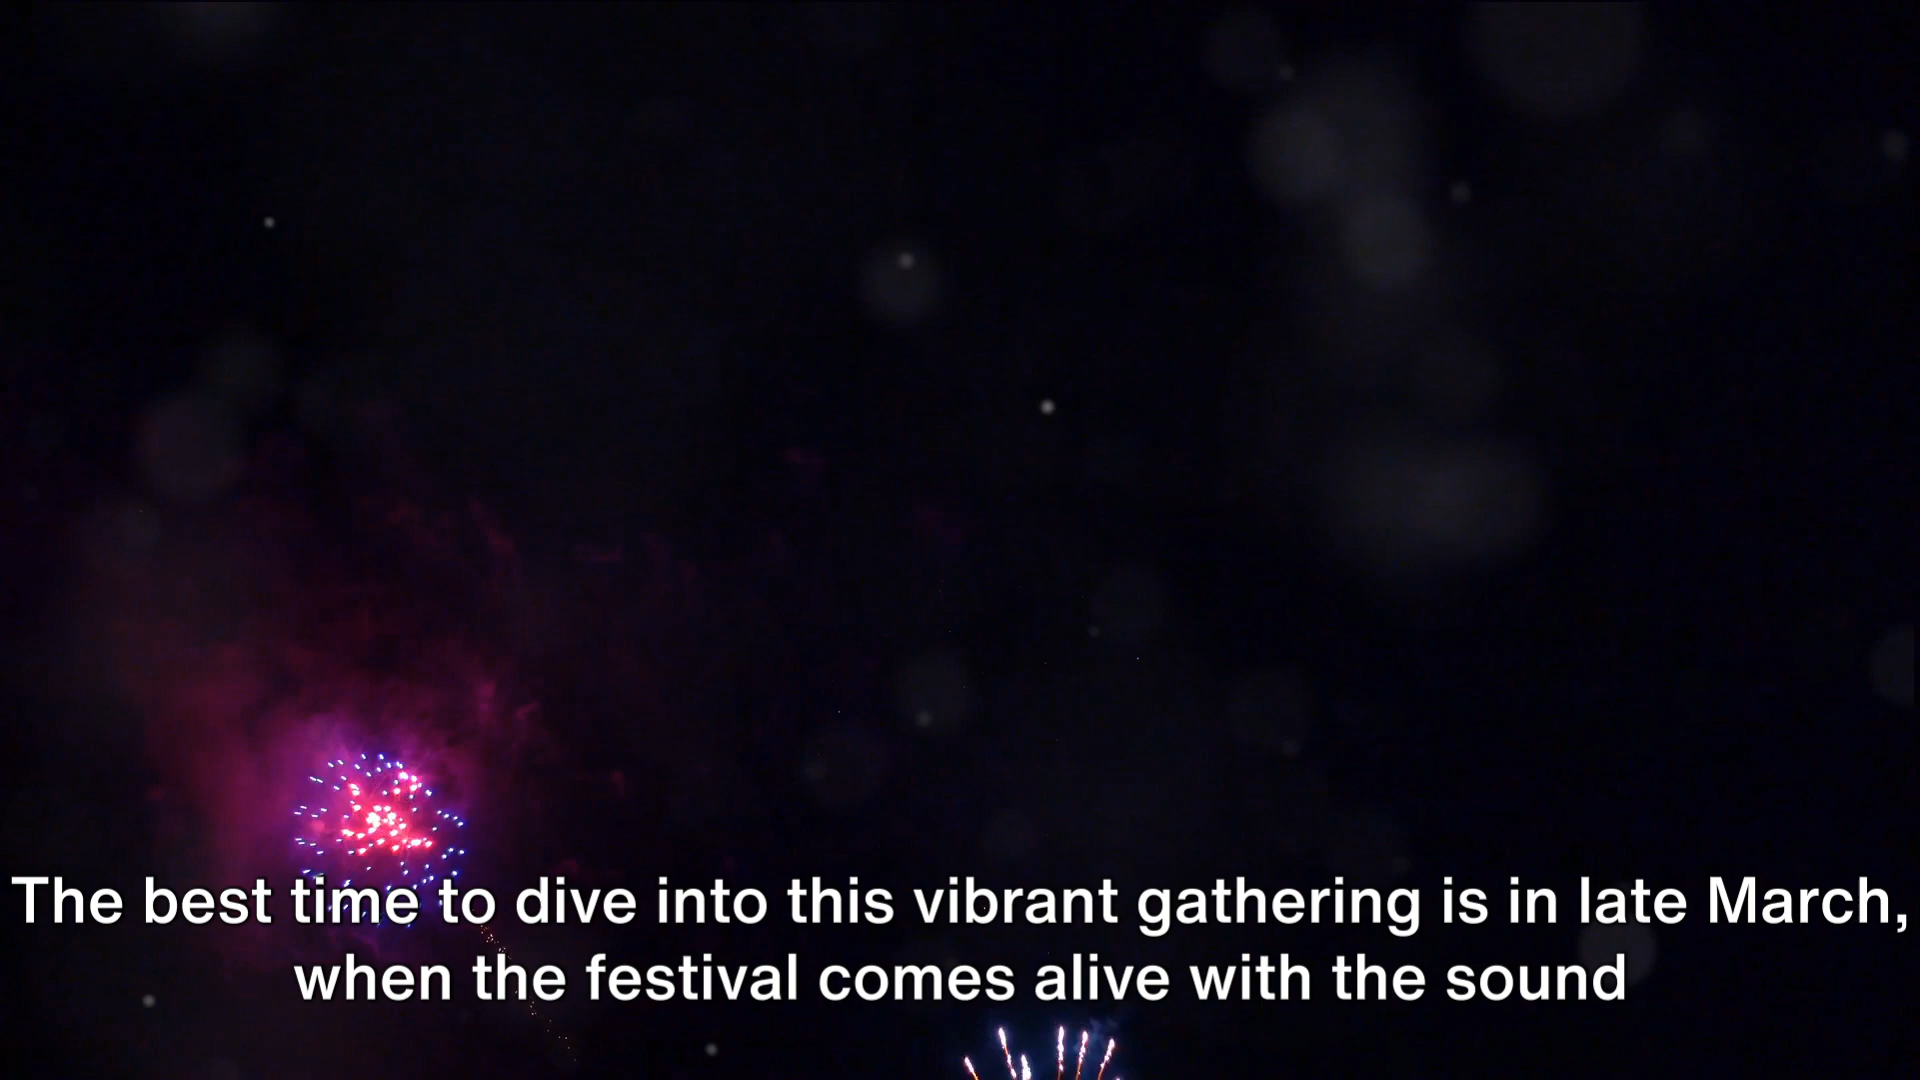 The best time to dive into this vibrant gathering is in late March,
when the festival comes alive with the sound